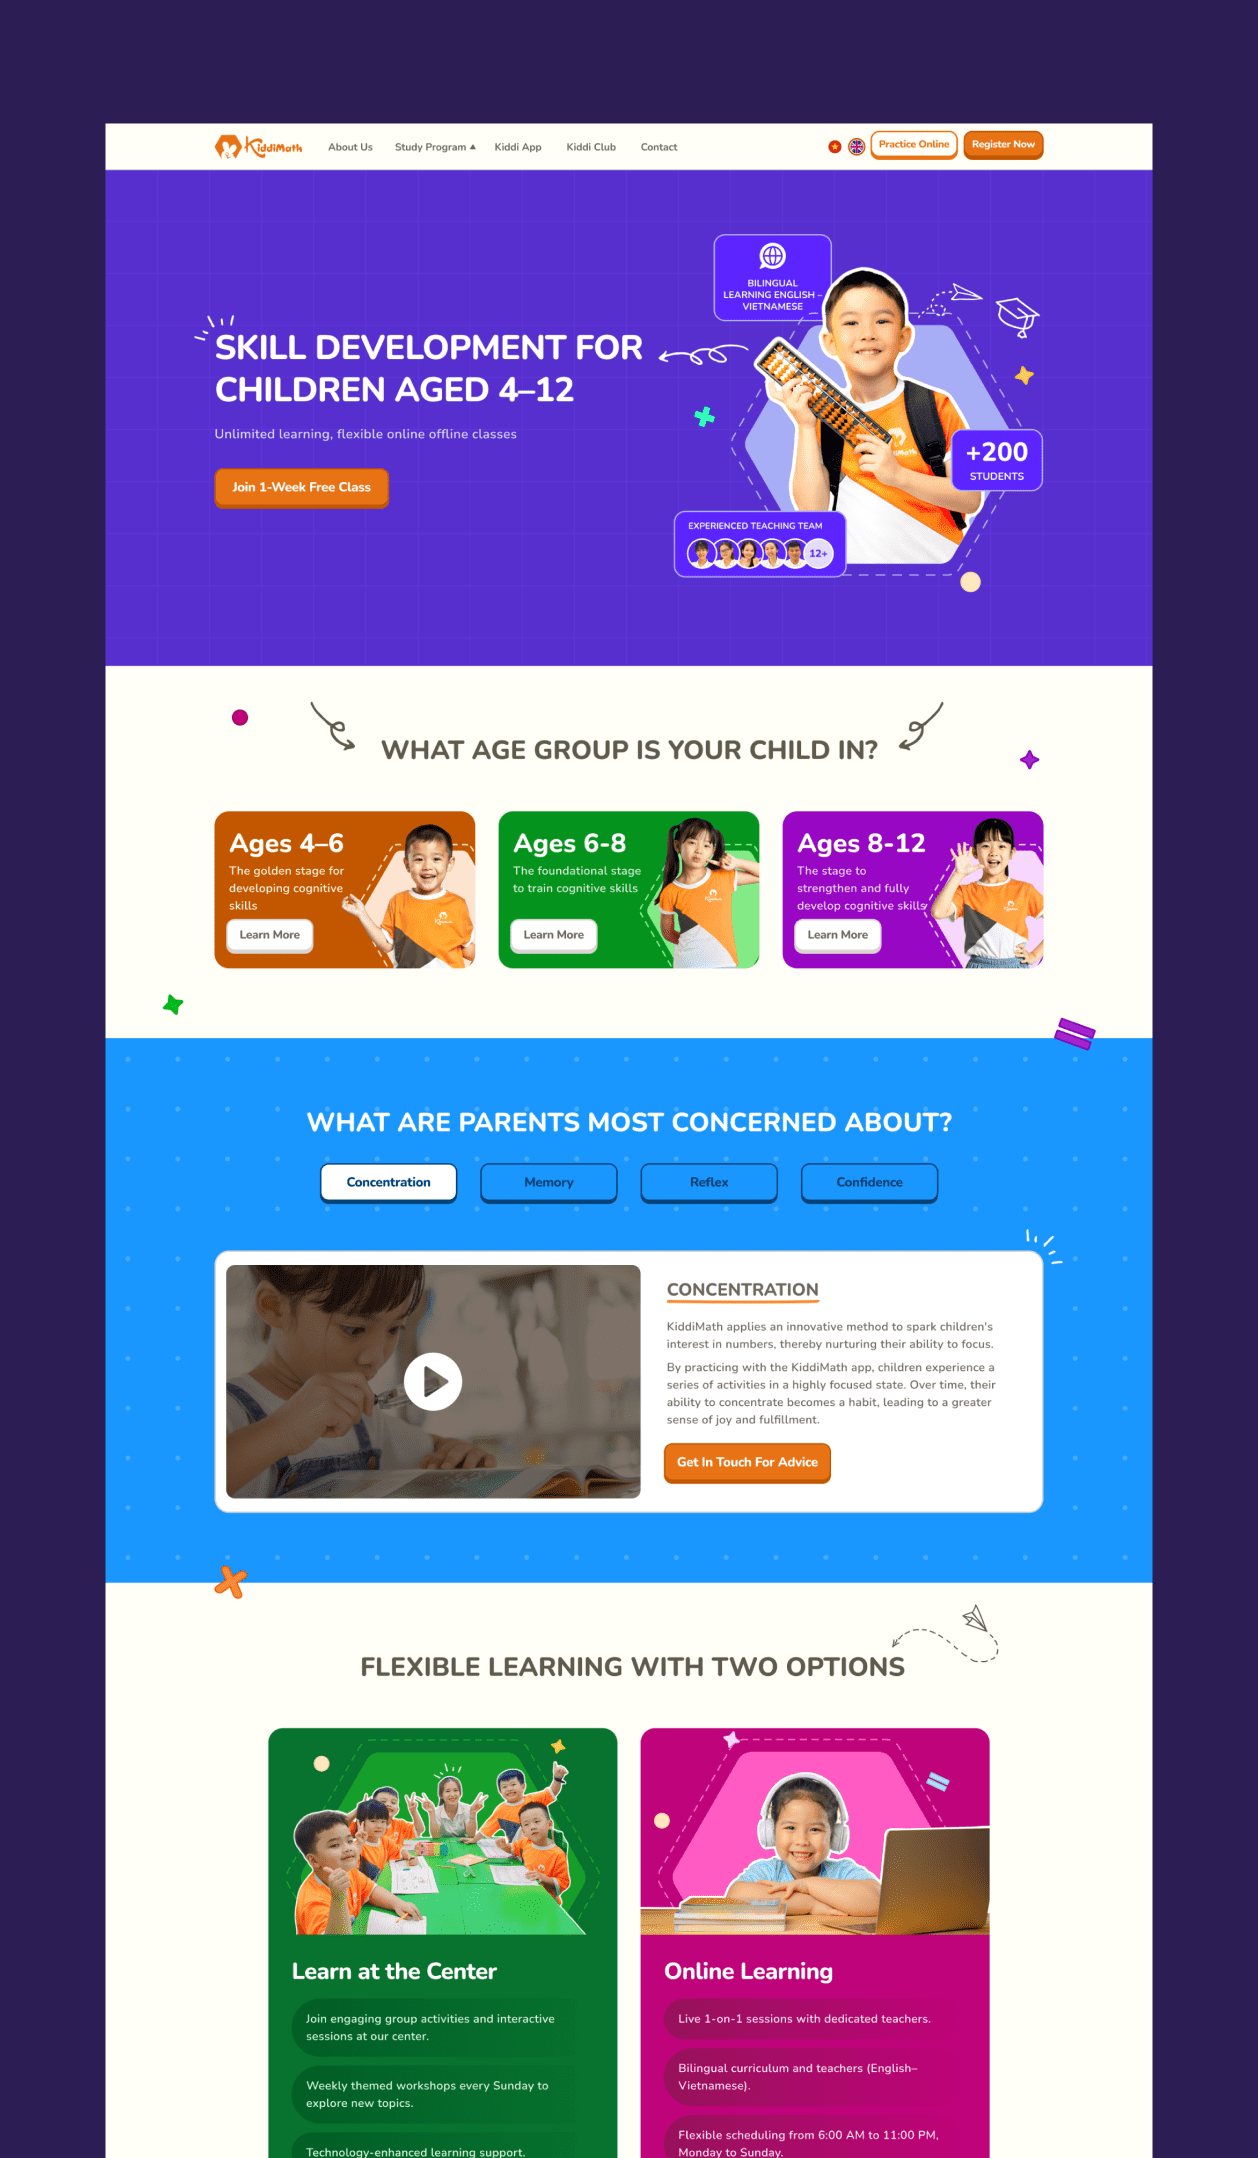 KiddiMath
About Us
Study Program
Kiddi App
Kiddi Club
Contact
Practice Online
Register Now
BILINGUAL
LEARNING ENGLISH –
VIETNAMESE
SKILL DEVELOPMENT FOR
CHILDREN AGED 4–12
Unlimited learning, flexible online offline classes
Join 1-Week Free Class
+200
STUDENTS
EXPERIENCED TEACHING TEAM
12+
WHAT AGE GROUP IS YOUR CHILD IN?
Ages 4–6
The golden stage for
developing cognitive
skills
Learn More
Ages 6-8
The foundational stage
to train cognitive skills
Learn More
Ages 8-12
The stage to
strengthen and fully
develop cognitive skills
Learn More
WHAT ARE PARENTS MOST CONCERNED ABOUT?
Concentration
Memory
Reflex
Confidence
CONCENTRATION
KiddiMath applies an innovative method to spark children's
interest in numbers, thereby nurturing their ability to focus.
By practicing with the KiddiMath app, children experience a
series of activities in a highly focused state. Over time, their
ability to concentrate becomes a habit, leading to a greater
sense of joy and fulfillment.
Get In Touch For Advice
FLEXIBLE LEARNING WITH TWO OPTIONS
Learn at the Center
Join engaging group activities and interactive
sessions at our center.
Weekly themed workshops every Sunday to
explore new topics.
Technology-enhanced learning support.
Online Learning
Live 1-on-1 sessions with dedicated teachers.
Bilingual curriculum and teachers (English–
Vietnamese).
Flexible scheduling from 6:00 AM to 11:00 PM,
Monday to Sunday.